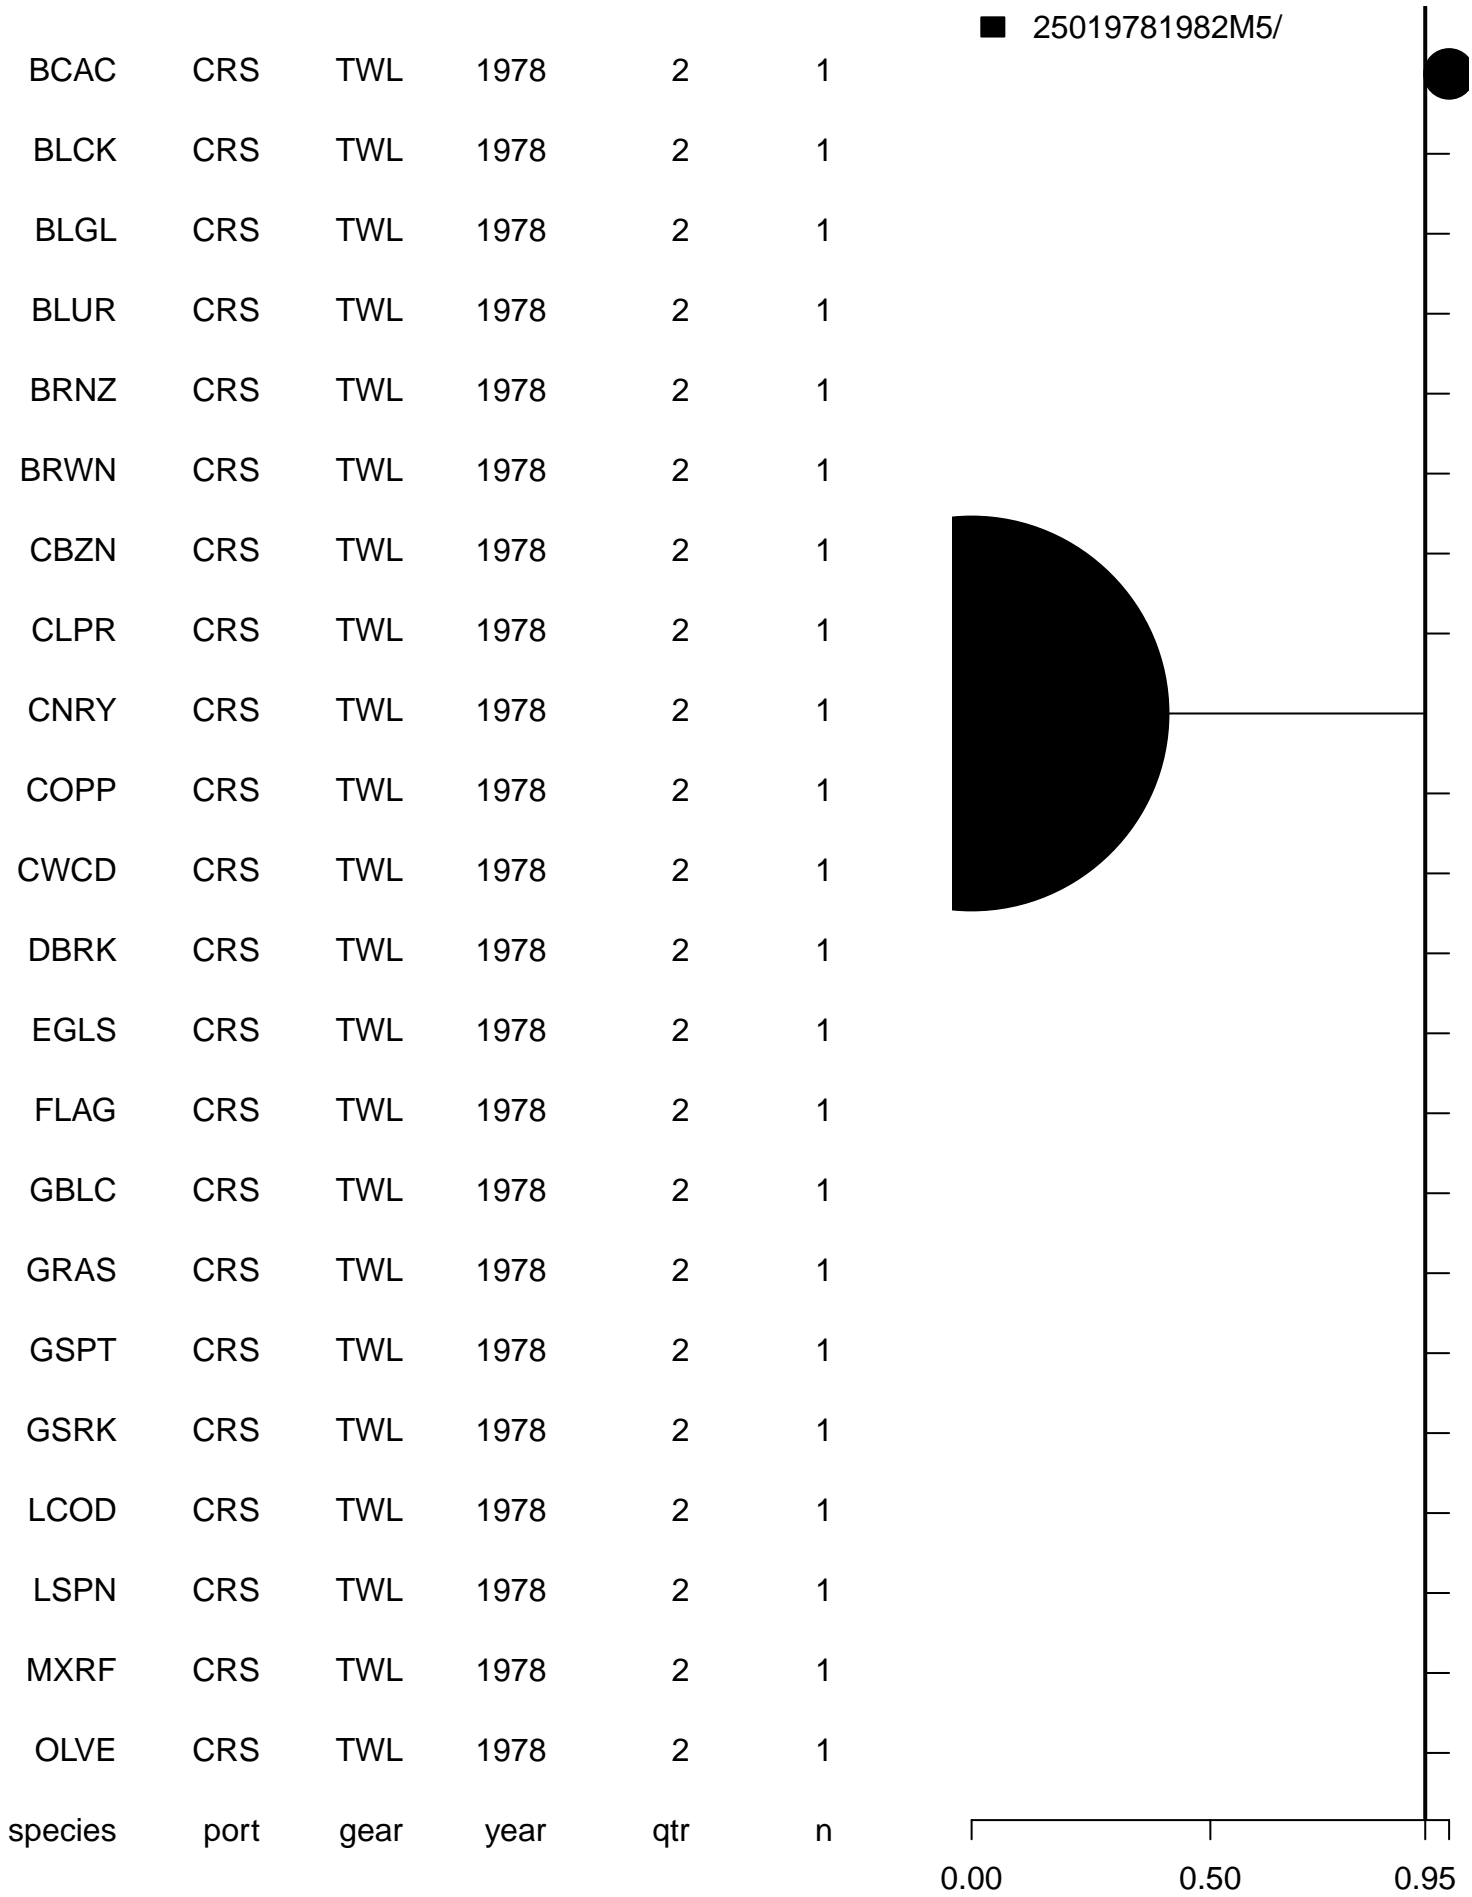 25019781982M5/
BCAC CRS TWL 1978 2 1
BLCK CRS TWL 1978 2 1
BLGL CRS TWL 1978 2 1
BLUR CRS TWL 1978 2 1
BRNZ CRS TWL 1978 2 1
BRWN CRS TWL 1978 2 1
CBZN CRS TWL 1978 2 1
CLPR CRS TWL 1978 2 1
CNRY CRS TWL 1978 2 1
COPP CRS TWL 1978 2 1
CWCD CRS TWL 1978 2 1
DBRK CRS TWL 1978 2 1
EGLS CRS TWL 1978 2 1
FLAG CRS TWL 1978 2 1
GBLC CRS TWL 1978 2 1
GRAS CRS TWL 1978 2 1
GSPT CRS TWL 1978 2 1
GSRK CRS TWL 1978 2 1
LCOD CRS TWL 1978 2 1
LSPN CRS TWL 1978 2 1
MXRF CRS TWL 1978 2 1
OLVE CRS TWL 1978 2 1
species port gear year qtr n
0.00 0.50 0.95